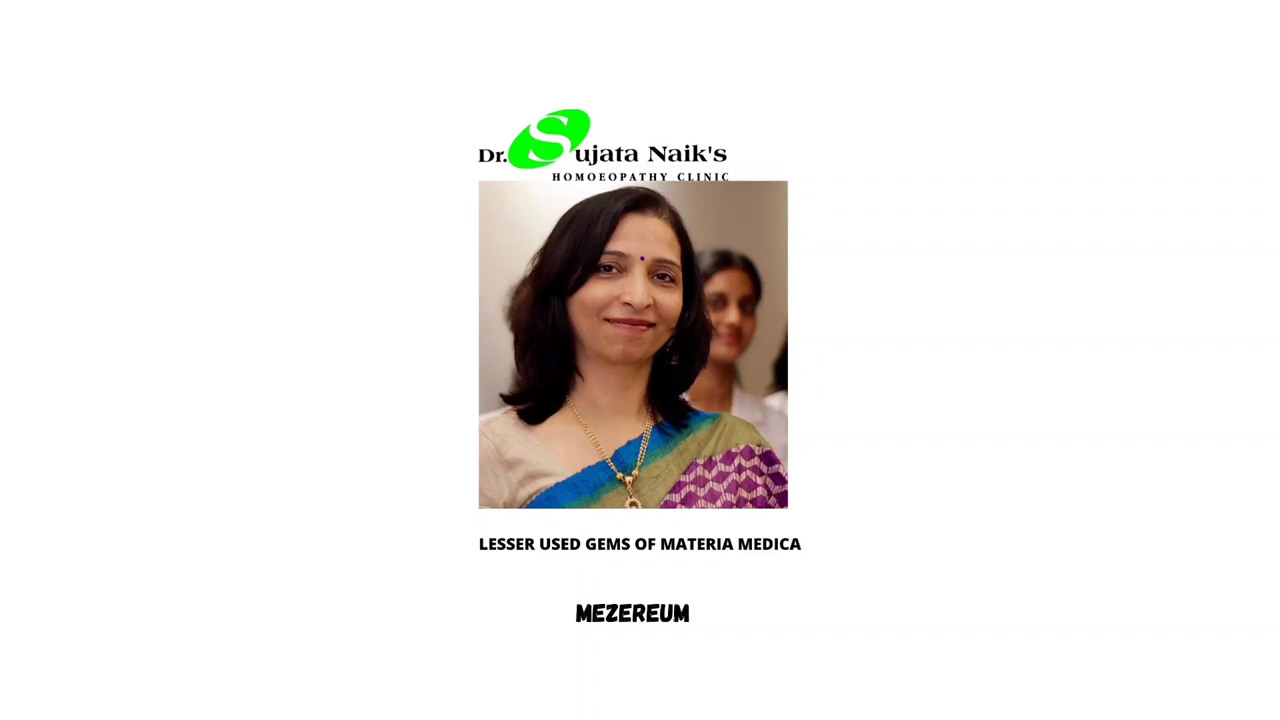 Dr. Sujata Naik's
HOMOEOPATHY CLINIC
LESSER USED GEMS OF MATERIA MEDICA
MEZEREUM